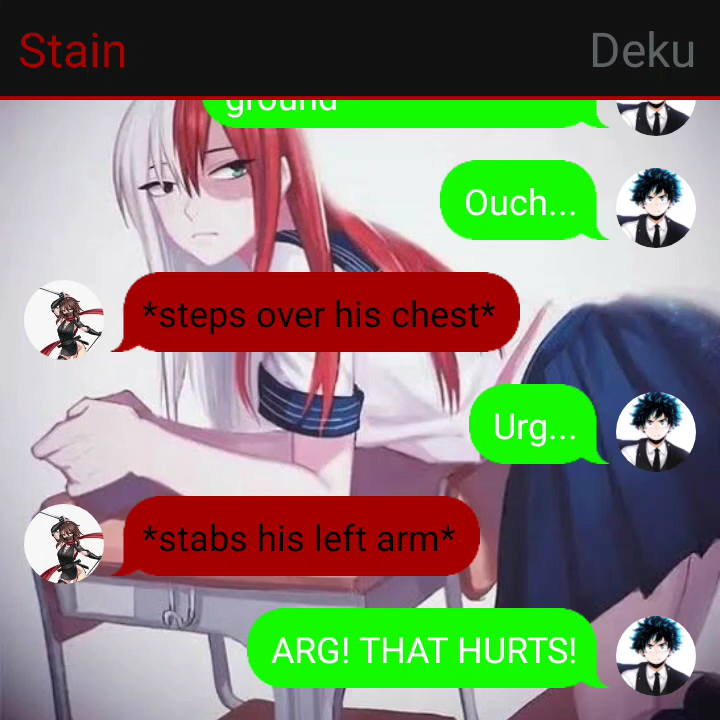 Stain
Deku
ground
Ouch...
*steps over his chest*
Urg...
*stabs his left arm*
ARG! THAT HURTS!